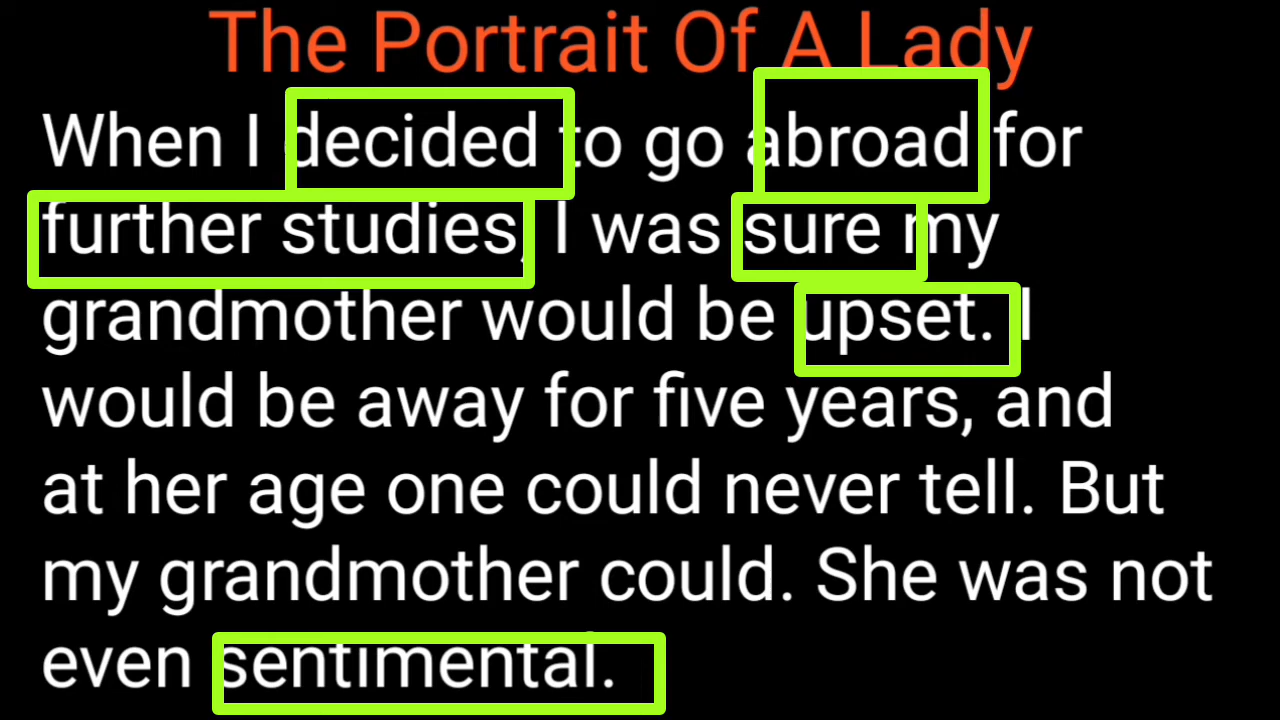 The Portrait Of A Lady
When I decided to go abroad for
further studies, I was sure my
grandmother would be upset. I
would be away for five years, and
at her age one could never tell. But
my grandmother could. She was not
even sentimental.